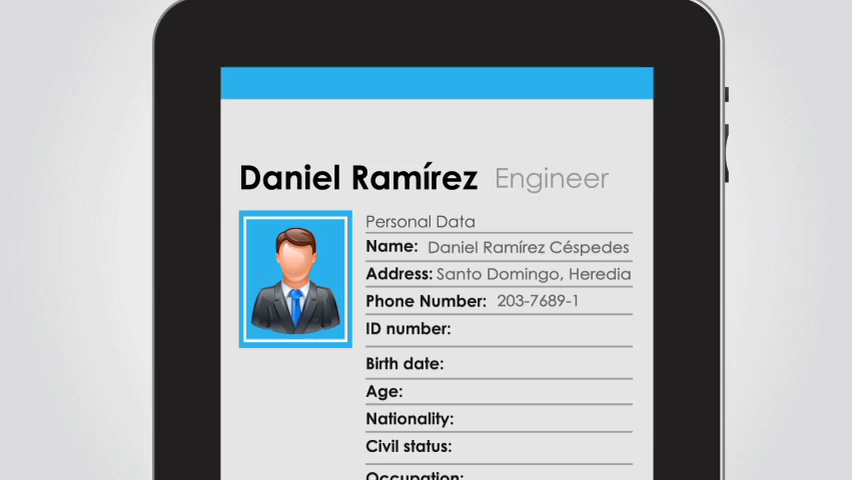 Daniel Ramírez Engineer
Personal Data
Name: Daniel Ramírez Céspedes
Address: Santo Domingo, Heredia
Phone Number: 203-7689-1
ID number:
Birth date:
Age:
Nationality:
Civil status:
Occupation: